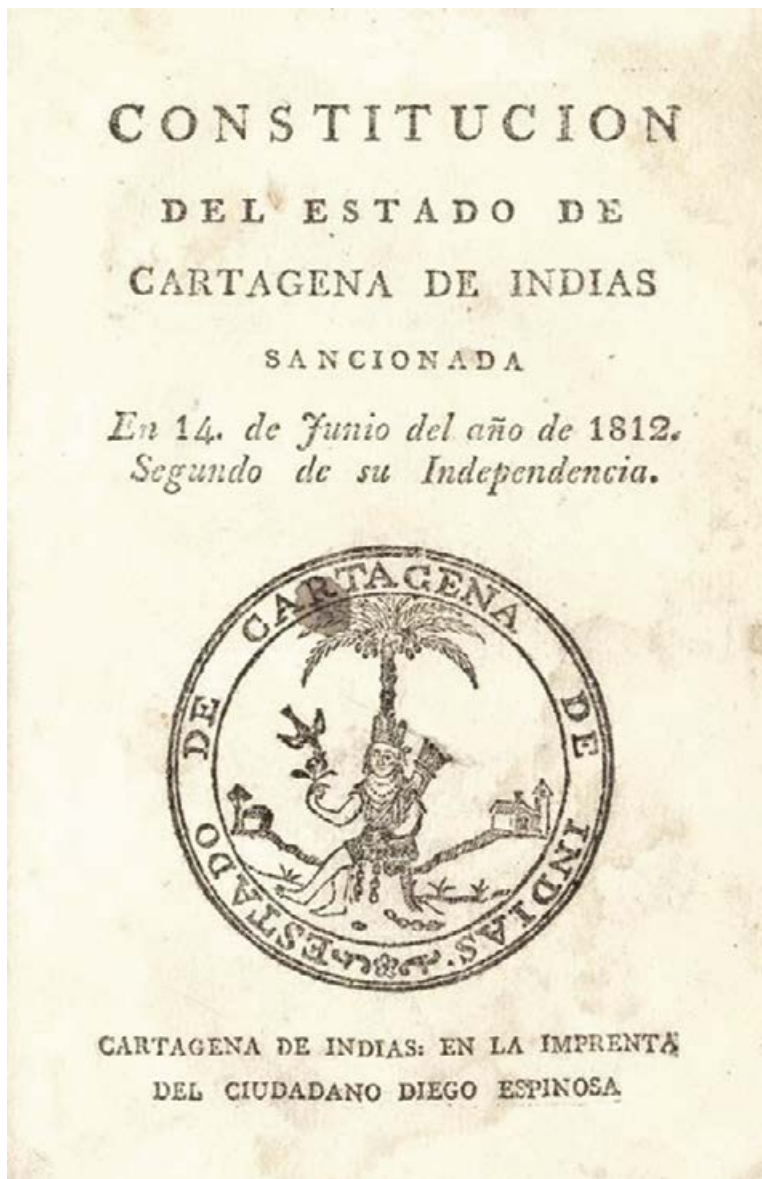 CONSTITUCION
DEL ESTADO DE
CARTAGENA DE INDIAS
SANCIONADA
En 14. de Junio del año de 1812.
Segundo de su Independencia.
ESTADO DE CARTAGENA DE INDIAS.
CARTAGENA DE INDIAS: EN LA IMPRENTA
DEL CIUDADANO DIEGO ESPINOSA